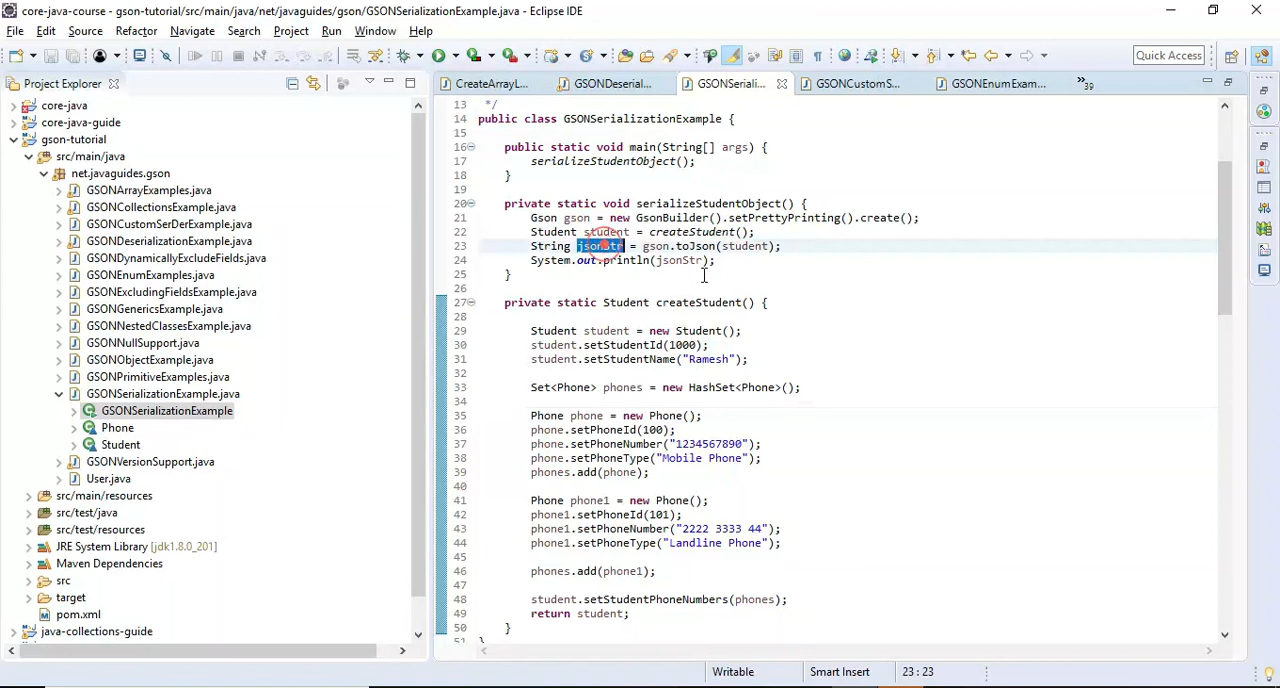 core-java-course - gson-tutorial/src/main/java/net/javaguides/gson/GSONSerializationExample.java - Eclipse IDE
File Edit Source Refactor Navigate Search Project Run Window Help
Quick Access
Project Explorer
CreateArrayL... GSONDeserial... GSONSeriali... GSONCustomS... GSONEnumExam... 39
core-java
core-java-guide
gson-tutorial
src/main/java
net.javaguides.gson
GSONArrayExamples.java
GSONCollectionsExample.java
GSONCustomSerDerExample.java
GSONDeserializationExample.java
GSONDynamicallyExcludeFields.java
GSONEnumExamples.java
GSONExcludingFieldsExample.java
GSONGenericsExample.java
GSONNestedClassesExample.java
GSONNullSupport.java
GSONObjectExample.java
GSONPrimitiveExamples.java
GSONSerializationExample.java
GSONSerializationExample
Phone
Student
GSONVersionSupport.java
User.java
src/main/resources
src/test/java
src/test/resources
JRE System Library [jdk1.8.0_201]
Maven Dependencies
src
target
pom.xml
java-collections-guide
13 */
14 public class GSONSerializationExample {
15
16 public static void main(String[] args) {
17 serializeStudentObject();
18 }
19
20 private static void serializeStudentObject() {
21 Gson gson = new GsonBuilder().setPrettyPrinting().create();
22 Student student = createStudent();
23 String jsonStr = gson.toJson(student);
24 System.out.println(jsonStr);
25 }
26
27 private static Student createStudent() {
28
29 Student student = new Student();
30 student.setStudentId(1000);
31 student.setStudentName("Ramesh");
32
33 Set<Phone> phones = new HashSet<Phone>();
34
35 Phone phone = new Phone();
36 phone.setPhoneId(100);
37 phone.setPhoneNumber("1234567890");
38 phone.setPhoneType("Mobile Phone");
39 phones.add(phone);
40
41 Phone phone1 = new Phone();
42 phone1.setPhoneId(101);
43 phone1.setPhoneNumber("2222 3333 44");
44 phone1.setPhoneType("Landline Phone");
45
46 phones.add(phone1);
47
48 student.setStudentPhoneNumbers(phones);
49 return student;
50 }
51 }
Writable Smart Insert 23 : 23